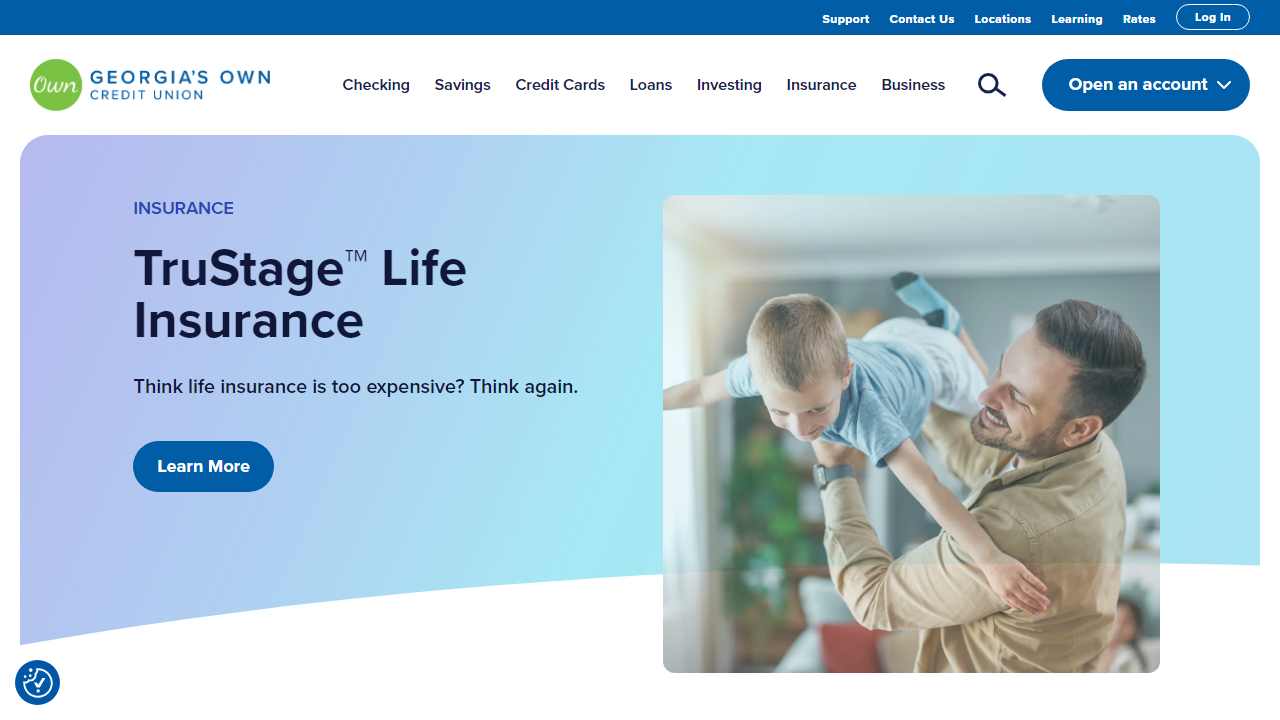 Support Contact Us Locations Learning Rates Log In
Own GEORGIA'S OWN
CREDIT UNION
Checking Savings Credit Cards Loans Investing Insurance Business Open an account
INSURANCE
TruStage™ Life
Insurance
Think life insurance is too expensive? Think again.
Learn More